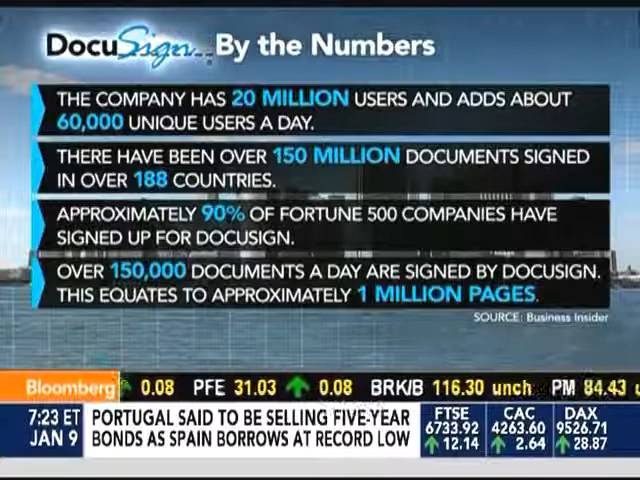 DocuSign By the Numbers
THE COMPANY HAS 20 MILLION USERS AND ADDS ABOUT
60,000 UNIQUE USERS A DAY.
THERE HAVE BEEN OVER 150 MILLION DOCUMENTS SIGNED
IN OVER 188 COUNTRIES.
APPROXIMATELY 90% OF FORTUNE 500 COMPANIES HAVE
SIGNED UP FOR DOCUSIGN.
OVER 150,000 DOCUMENTS A DAY ARE SIGNED BY DOCUSIGN.
THIS EQUATES TO APPROXIMATELY 1 MILLION PAGES.
SOURCE: Business Insider
Bloomberg 0.08 PFE 31.03 0.08 BRK/B 116.30 unch PM 84.43
7:23 ET
JAN 9
PORTUGAL SAID TO BE SELLING FIVE-YEAR
BONDS AS SPAIN BORROWS AT RECORD LOW
FTSE
6733.92
12.14
CAC
4263.60
2.64
DAX
9526.71
28.87